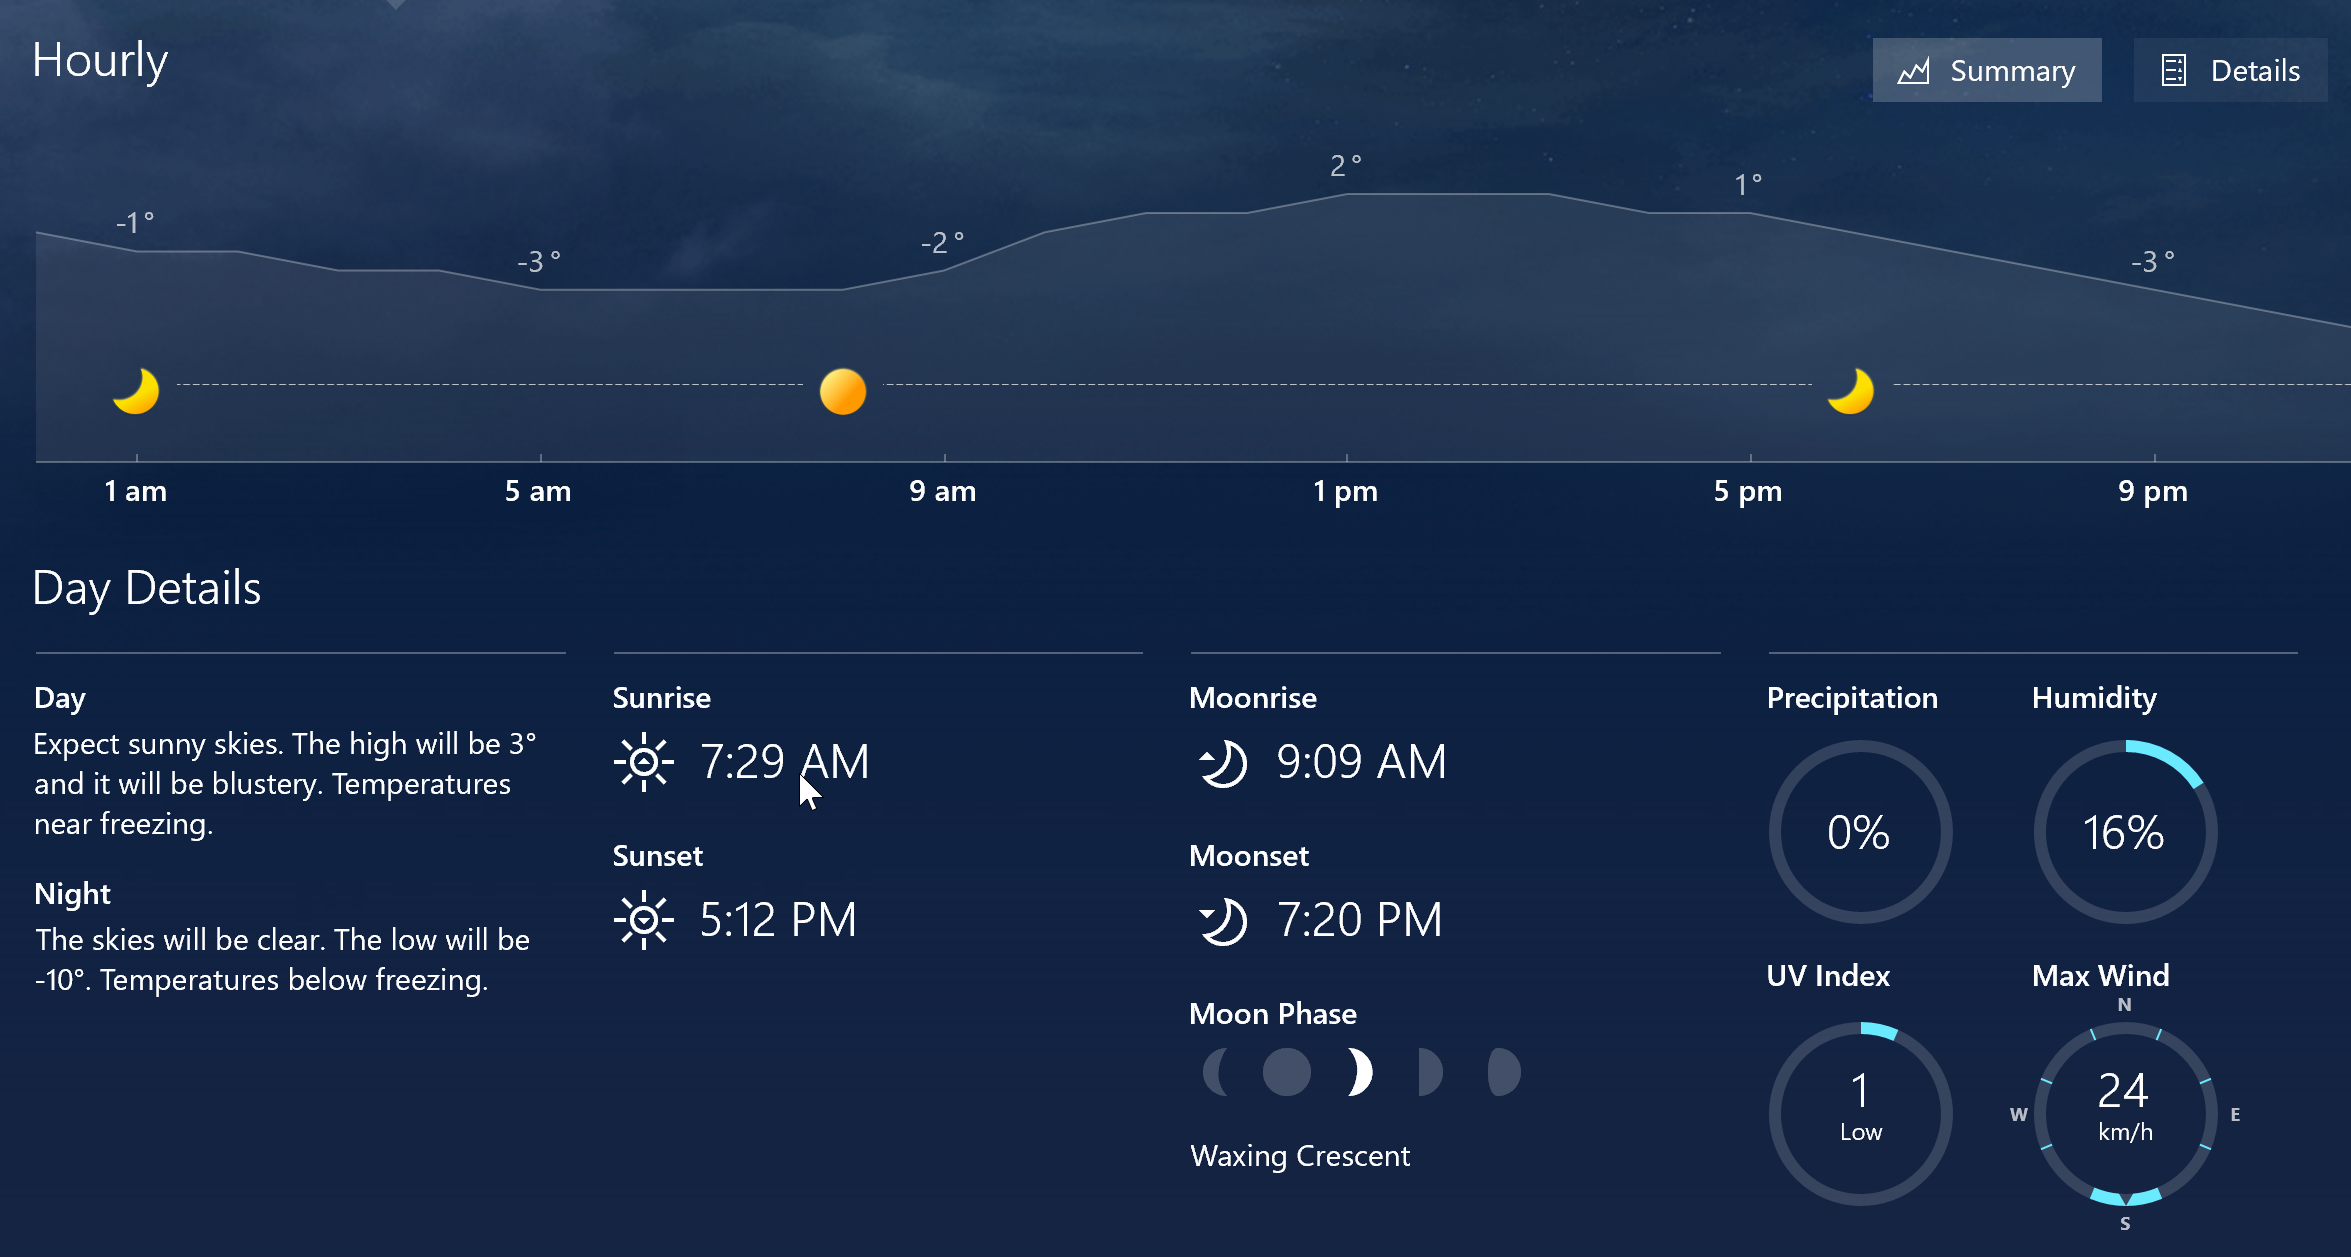 Hourly
Summary
Details
-1°
-3°
-2°
2°
1°
-3°
1 am
5 am
9 am
1 pm
5 pm
9 pm
Day Details
Day
Expect sunny skies. The high will be 3°
and it will be blustery. Temperatures
near freezing.
Night
The skies will be clear. The low will be
-10°. Temperatures below freezing.
Sunrise
7:29 AM
Sunset
5:12 PM
Moonrise
9:09 AM
Moonset
7:20 PM
Moon Phase
Waxing Crescent
Precipitation
0%
Humidity
16%
UV Index
1
Low
Max Wind
N
W
24
km/h
E
S